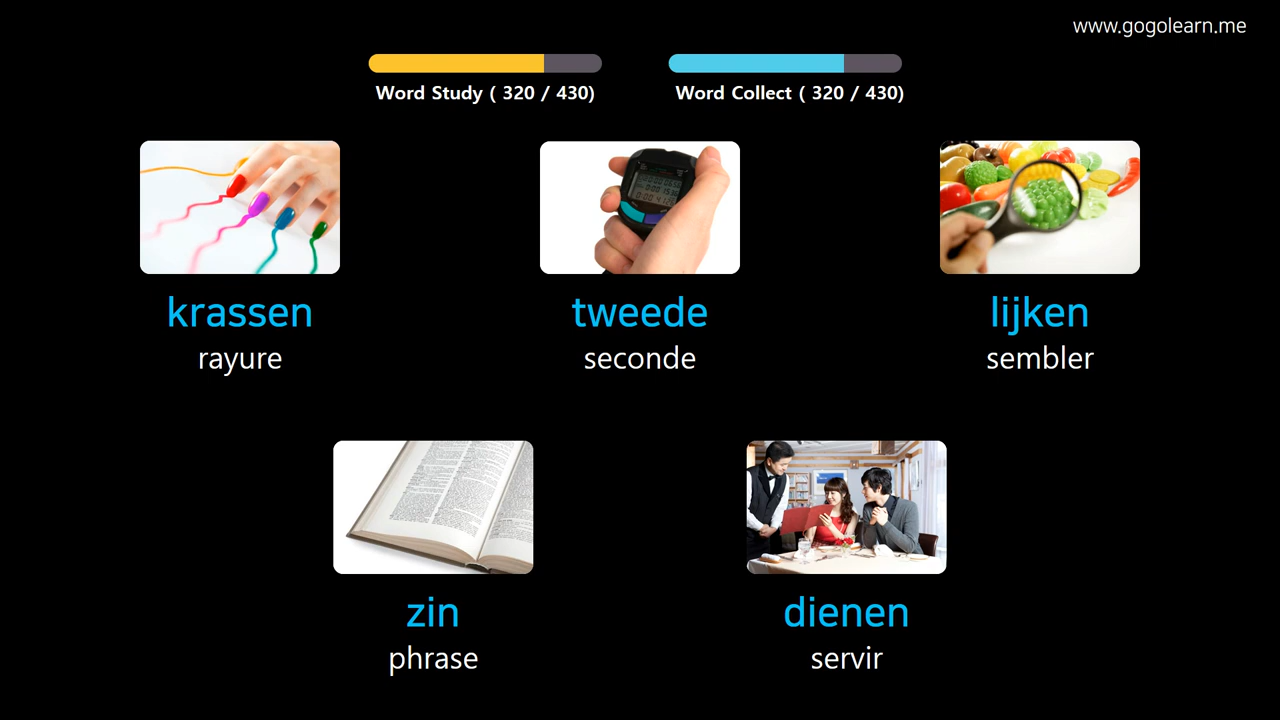 www.gogolearn.me
Word Study ( 320 / 430)
Word Collect ( 320 / 430)
krassen
rayure
tweede
seconde
lijken
sembler
zin
phrase
dienen
servir